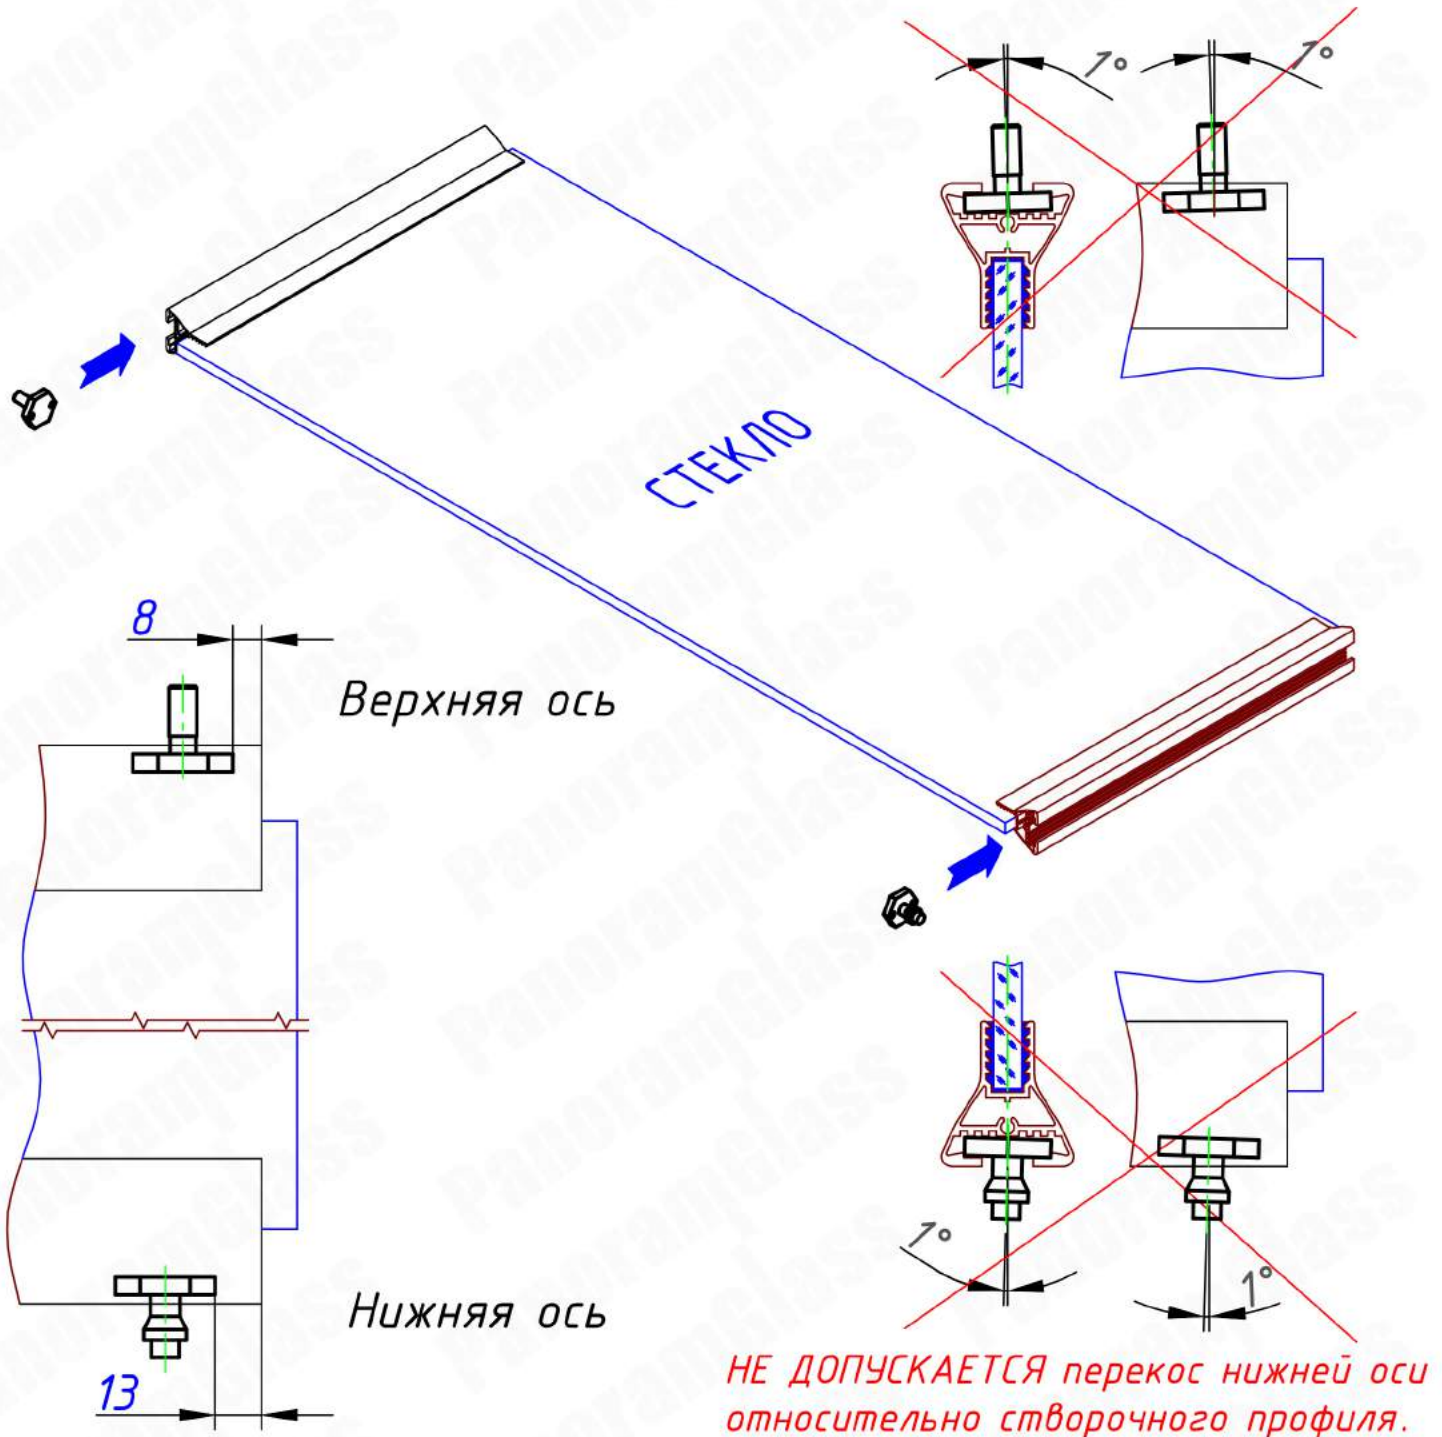 1° 1°
СТЕКЛО
8
Верхняя ось
Нижняя ось
1°
1°
13
НЕ ДОПУСКАЕТСЯ перекос нижней оси
относительно створочного профиля.
PanoramGlass